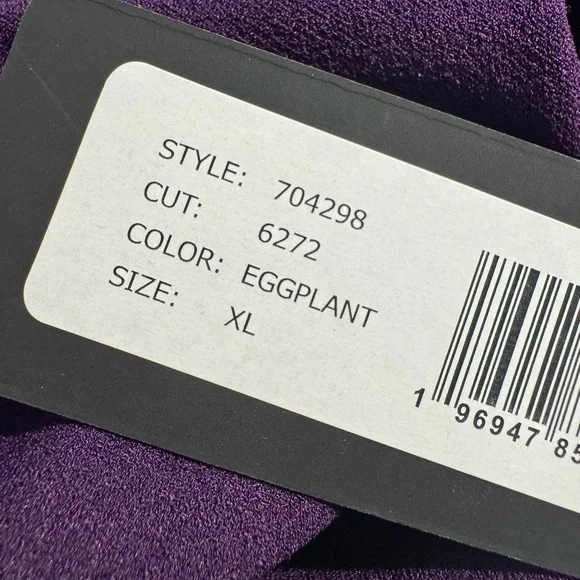 STYLE: 704298
CUT: 6272
COLOR: EGGPLANT
SIZE: XL
1 96947 85